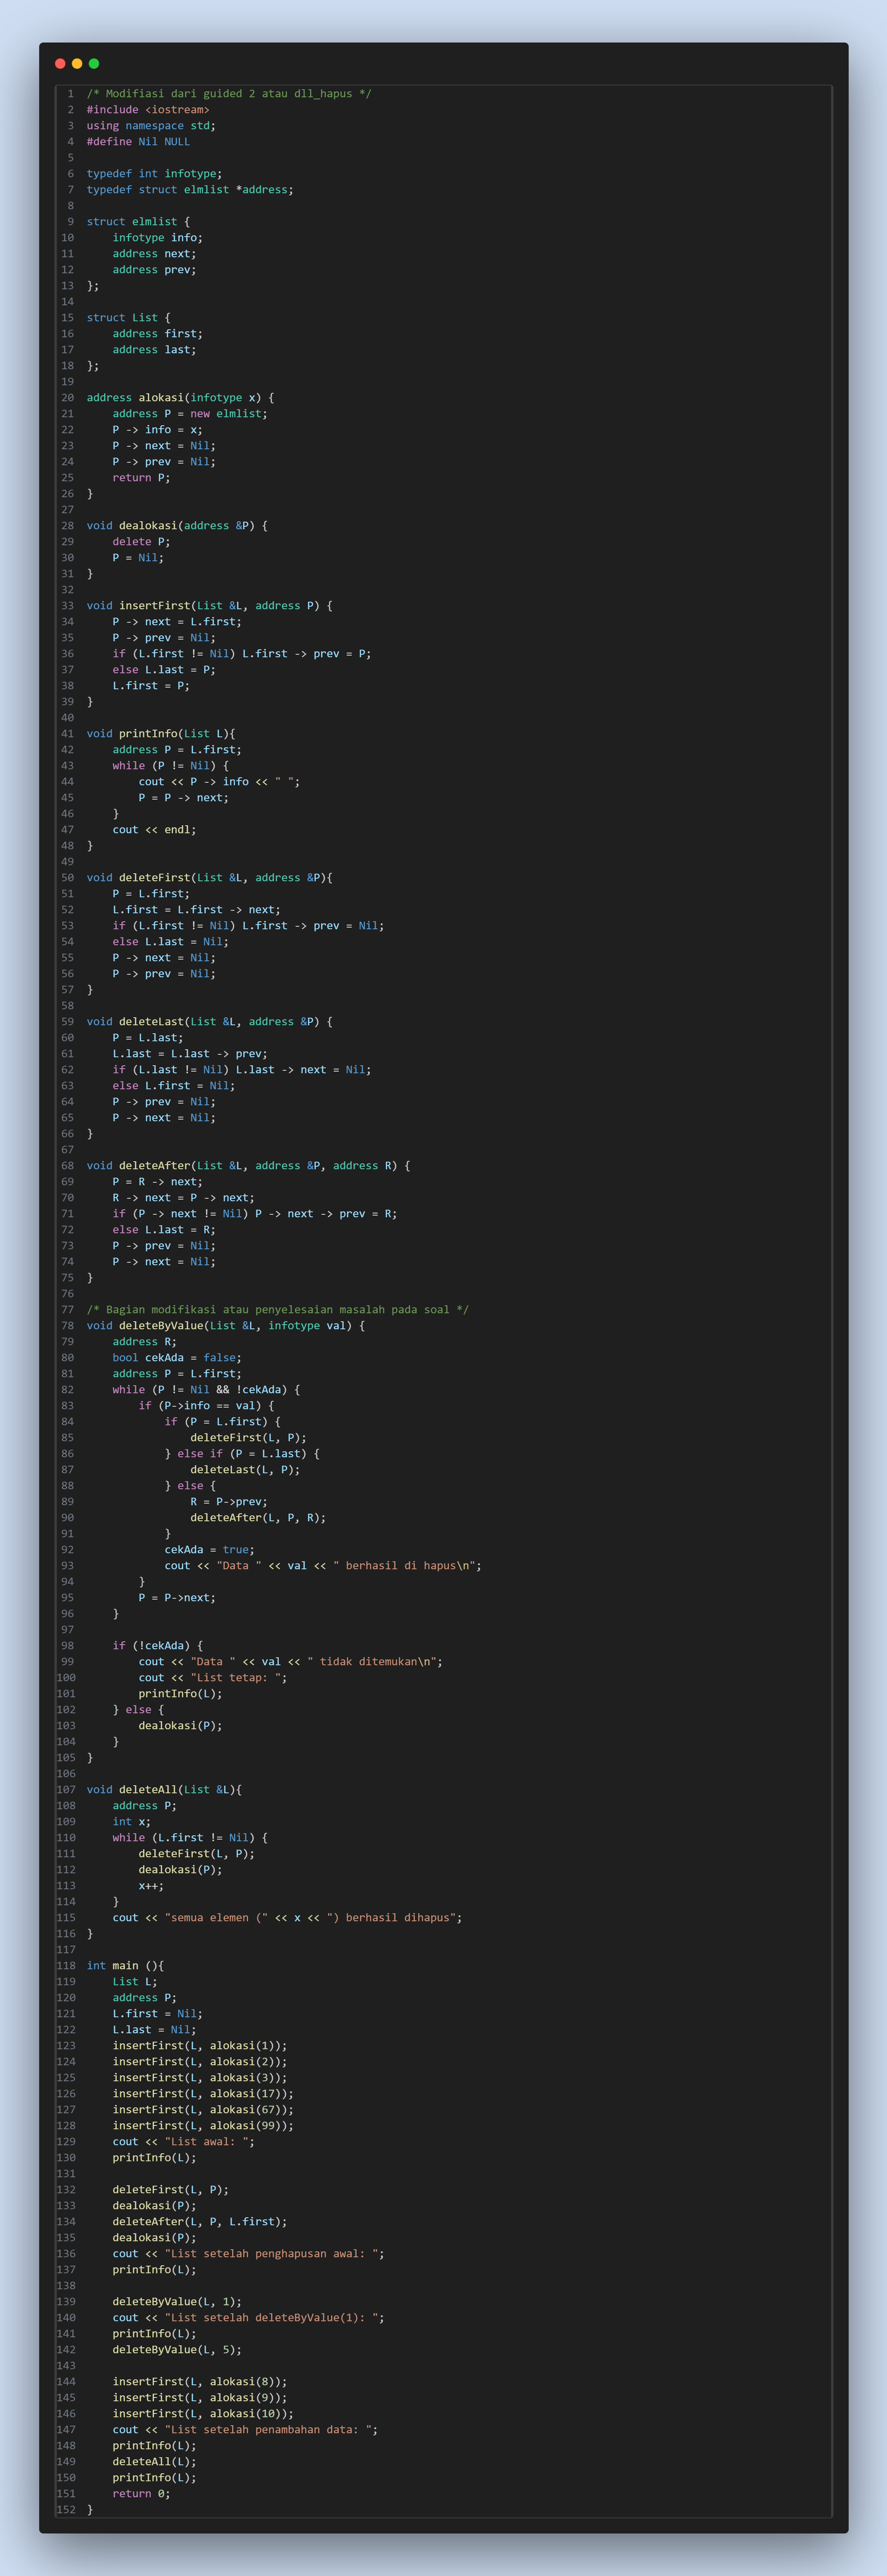 1 /* Modifiasi dari guided 2 atau dll_hapus */
2 #include <iostream>
3 using namespace std;
4 #define Nil NULL
5
6 typedef int infotype;
7 typedef struct elmlist *address;
8
9 struct elmlist {
10     infotype info;
11     address next;
12     address prev;
13 };
14
15 struct List {
16     address first;
17     address last;
18 };
19
20 address alokasi(infotype x) {
21     address P = new elmlist;
22     P -> info = x;
23     P -> next = Nil;
24     P -> prev = Nil;
25     return P;
26 }
27
28 void dealokasi(address &P) {
29     delete P;
30     P = Nil;
31 }
32
33 void insertFirst(List &L, address P) {
34     P -> next = L.first;
35     P -> prev = Nil;
36     if (L.first != Nil) L.first -> prev = P;
37     else L.last = P;
38     L.first = P;
39 }
40
41 void printInfo(List L){
42     address P = L.first;
43     while (P != Nil) {
44         cout << P -> info << " ";
45         P = P -> next;
46     }
47     cout << endl;
48 }
49
50 void deleteFirst(List &L, address &P){
51     P = L.first;
52     L.first = L.first -> next;
53     if (L.first != Nil) L.first -> prev = Nil;
54     else L.last = Nil;
55     P -> next = Nil;
56     P -> prev = Nil;
57 }
58
59 void deleteLast(List &L, address &P) {
60     P = L.last;
61     L.last = L.last -> prev;
62     if (L.last != Nil) L.last -> next = Nil;
63     else L.first = Nil;
64     P -> prev = Nil;
65     P -> next = Nil;
66 }
67
68 void deleteAfter(List &L, address &P, address R) {
69     P = R -> next;
70     R -> next = P -> next;
71     if (P -> next != Nil) P -> next -> prev = R;
72     else L.last = R;
73     P -> prev = Nil;
74     P -> next = Nil;
75 }
76
77 /* Bagian modifikasi atau penyelesaian masalah pada soal */
78 void deleteByValue(List &L, infotype val) {
79     address R;
80     bool cekAda = false;
81     address P = L.first;
82     while (P != Nil && !cekAda) {
83         if (P->info == val) {
84             if (P = L.first) {
85                 deleteFirst(L, P);
86             } else if (P = L.last) {
87                 deleteLast(L, P);
88             } else {
89                 R = P->prev;
90                 deleteAfter(L, P, R);
91             }
92             cekAda = true;
93             cout << "Data " << val << " berhasil di hapus\n";
94         }
95         P = P->next;
96     }
97
98     if (!cekAda) {
99         cout << "Data " << val << " tidak ditemukan\n";
100         cout << "List tetap: ";
101         printInfo(L);
102     } else {
103         dealokasi(P);
104     }
105 }
106
107 void deleteAll(List &L){
108     address P;
109     int x;
110     while (L.first != Nil) {
111         deleteFirst(L, P);
112         dealokasi(P);
113         x++;
114     }
115     cout << "semua elemen (" << x << ") berhasil dihapus";
116 }
117
118 int main (){
119     List L;
120     address P;
121     L.first = Nil;
122     L.last = Nil;
123     insertFirst(L, alokasi(1));
124     insertFirst(L, alokasi(2));
125     insertFirst(L, alokasi(3));
126     insertFirst(L, alokasi(17));
127     insertFirst(L, alokasi(67));
128     insertFirst(L, alokasi(99));
129     cout << "List awal: ";
130     printInfo(L);
131
132     deleteFirst(L, P);
133     dealokasi(P);
134     deleteAfter(L, P, L.first);
135     dealokasi(P);
136     cout << "List setelah penghapusan awal: ";
137     printInfo(L);
138
139     deleteByValue(L, 1);
140     cout << "List setelah deleteByValue(1): ";
141     printInfo(L);
142     deleteByValue(L, 5);
143
144     insertFirst(L, alokasi(8));
145     insertFirst(L, alokasi(9));
146     insertFirst(L, alokasi(10));
147     cout << "List setelah penambahan data: ";
148     printInfo(L);
149     deleteAll(L);
150     printInfo(L);
151     return 0;
152 }